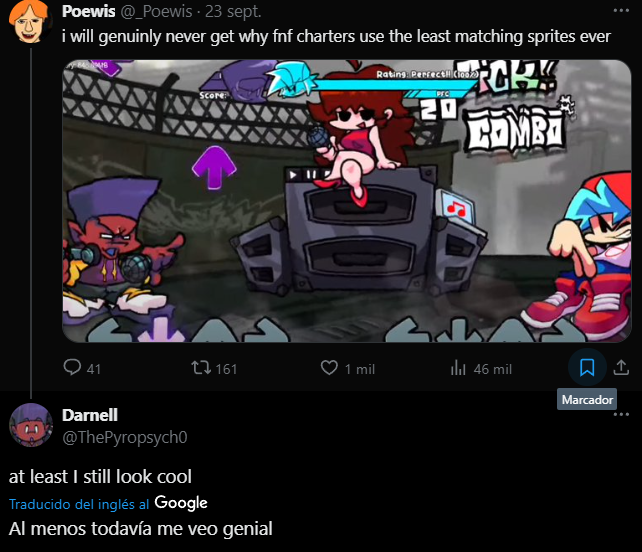 Poewis @_Poewis · 23 sept.
i will genuinly never get why fnf charters use the least matching sprites ever
Rating: Perfect!! (100%)
Score:
PFC
SICK!!
20
COMBO
41
161
1 mil
46 mil
Marcador
Darnell
@ThePyropsych0
at least I still look cool
Traducido del inglés al Google
Al menos todavía me veo genial